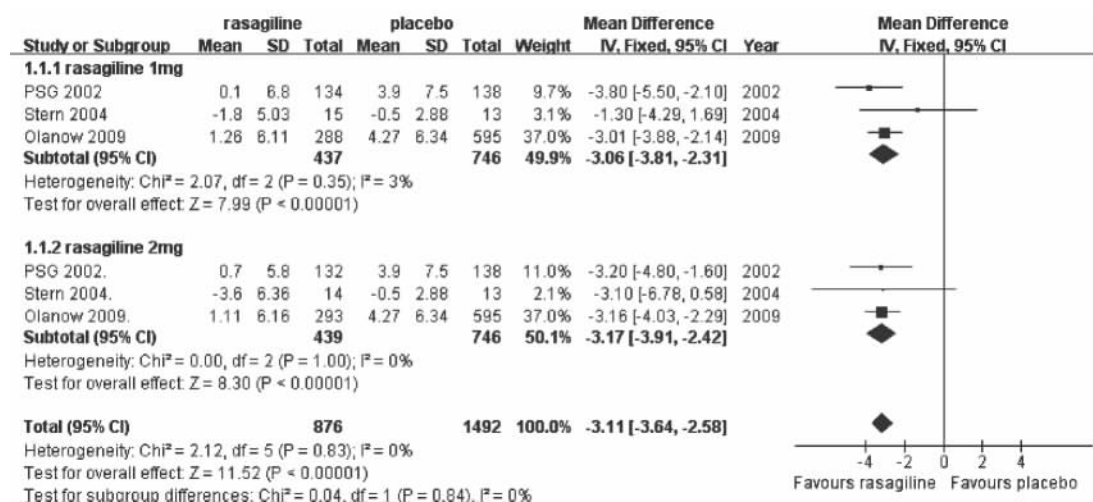 rasagiline placebo Mean Difference Mean Difference
Study or Subgroup Mean SD Total Mean SD Total Weight IV, Fixed, 95% CI Year IV, Fixed, 95% CI
1.1.1 rasagiline 1mg
PSG 2002 0.1 6.8 134 3.9 7.5 138 9.7% -3.80 [-5.50, -2.10] 2002
Stern 2004 -1.8 5.03 15 -0.5 2.88 13 3.1% -1.30 [-4.29, 1.69] 2004
Olanow 2009 1.26 6.11 288 4.27 6.34 595 37.0% -3.01 [-3.88, -2.14] 2009
Subtotal (95% CI) 437 746 49.9% -3.06 [-3.81, -2.31]
Heterogeneity: Chi² = 2.07, df = 2 (P = 0.35); I² = 3%
Test for overall effect: Z = 7.99 (P < 0.00001)
1.1.2 rasagiline 2mg
PSG 2002. 0.7 5.8 132 3.9 7.5 138 11.0% -3.20 [-4.80, -1.60] 2002
Stern 2004. -3.6 6.36 14 -0.5 2.88 13 2.1% -3.10 [-6.78, 0.58] 2004
Olanow 2009. 1.11 6.16 293 4.27 6.34 595 37.0% -3.16 [-4.03, -2.29] 2009
Subtotal (95% CI) 439 746 50.1% -3.17 [-3.91, -2.42]
Heterogeneity: Chi² = 0.00, df = 2 (P = 1.00); I² = 0%
Test for overall effect: Z = 8.30 (P < 0.00001)
Total (95% CI) 876 1492 100.0% -3.11 [-3.64, -2.58]
Heterogeneity: Chi² = 2.12, df = 5 (P = 0.83); I² = 0%
Test for overall effect: Z = 11.52 (P < 0.00001)
Test for subgroup differences: Chi² = 0.04, df = 1 (P = 0.84), I² = 0%
-4 -2 0 2 4
Favours rasagiline Favours placebo